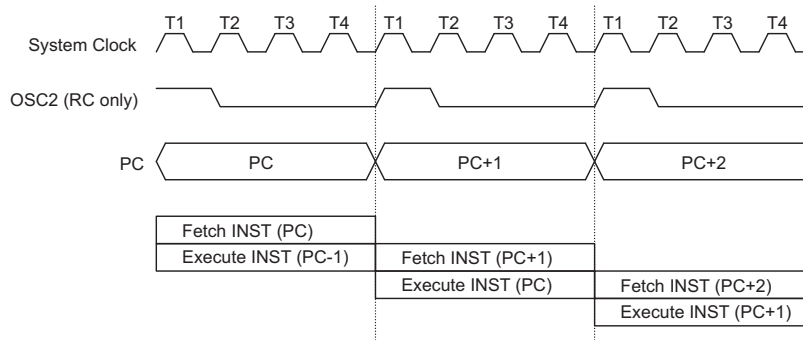 T1 T2 T3 T4 T1 T2 T3 T4 T1 T2 T3 T4
System Clock
OSC2 (RC only)
PC PC PC+1 PC+2
Fetch INST (PC)
Execute INST (PC-1) Fetch INST (PC+1)
Execute INST (PC) Fetch INST (PC+2)
Execute INST (PC+1)